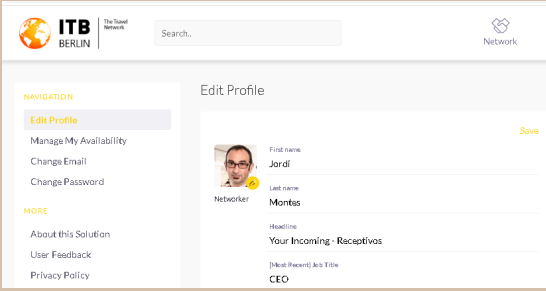 ITB
BERLIN
The Travel
Network
Search..
Network
NAVIGATION
Edit Profile
Manage My Availability
Change Email
Change Password
MORE
About this Solution
User Feedback
Privacy Policy
Edit Profile
Save
Networker
First name
Jordi
Last name
Montes
Headline
Your Incoming - Receptivos
(Most Recent) Job Title
CEO